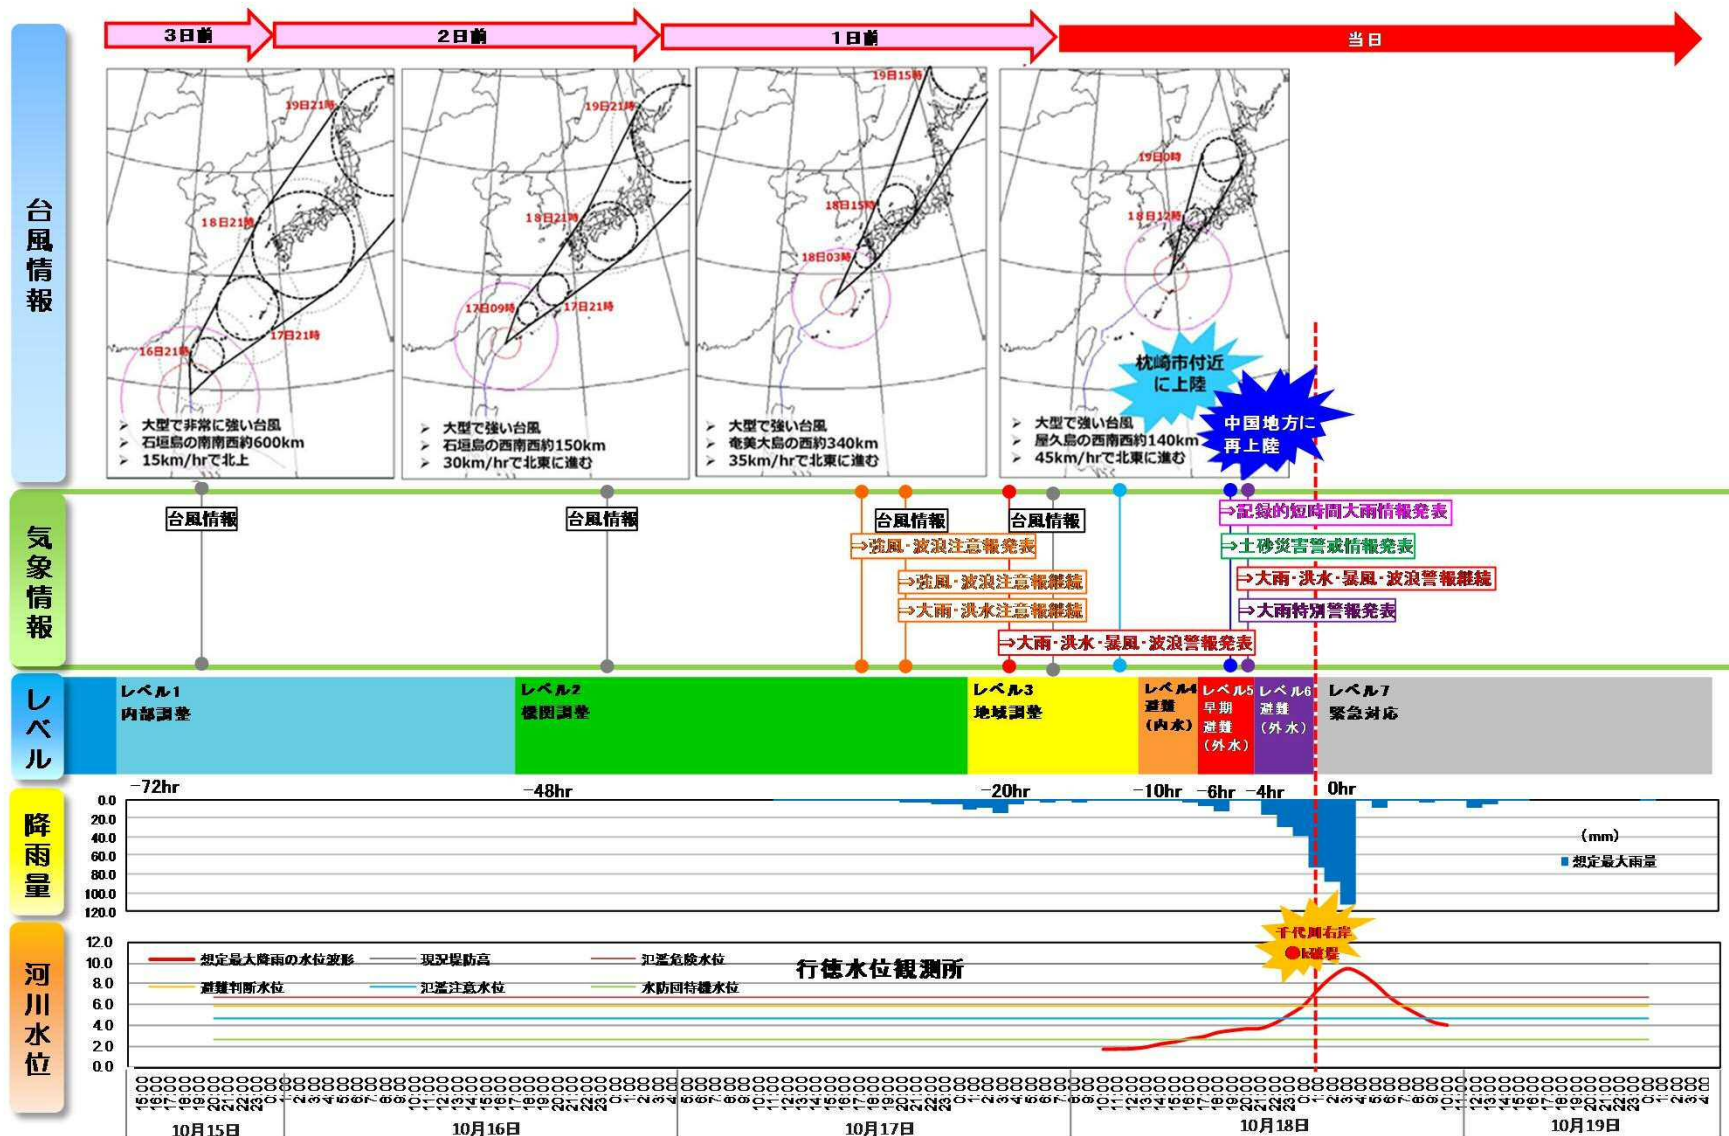 3日前
2日前
1日前
当日
台風情報
19日21時
18日21時
17日21時
16日21時
大型で非常に強い台風
石垣島の南南西約600km
15km/hrで北上
19日21時
18日21時
17日09時
17日21時
大型で強い台風
石垣島の西南西約150km
30km/hrで北東に進む
19日15時
18日15時
18日03時
大型で強い台風
奄美大島の西約340km
35km/hrで北東に進む
19日0時
18日12時
大型で強い台風
屋久島の西南西約140km
45km/hrで北東に進む
枕崎市付近
に上陸
中国地方に
再上陸
気象情報
台風情報
台風情報
台風情報
台風情報
⇒強風・波浪注意報発表
⇒強風・波浪注意報継続
⇒大雨・洪水注意報継続
⇒大雨・洪水・暴風・波浪警報発表
⇒記録的短時間大雨情報発表
⇒土砂災害警戒情報発表
⇒大雨・洪水・暴風・波浪警報継続
⇒大雨特別警報発表
レベル
レベル1
内部調整
レベル2
機関調整
レベル3
地域調整
レベル4
避難
(内水)
レベル5
早期
避難
(外水)
レベル6
避難
(外水)
レベル7
緊急対応
-72hr
-48hr
-20hr
-10hr
-6hr
-4hr
0hr
降雨量
0.0
20.0
40.0
60.0
80.0
100.0
120.0
(mm)
想定最大雨量
千代川右岸
●k破堤
河川水位
12.0
10.0
8.0
6.0
4.0
2.0
0.0
行徳水位観測所
想定最大降雨の水位波形
現況堤防高
氾濫危険水位
避難判断水位
氾濫注意水位
水防団待機水位
10月15日
10月16日
10月17日
10月18日
10月19日